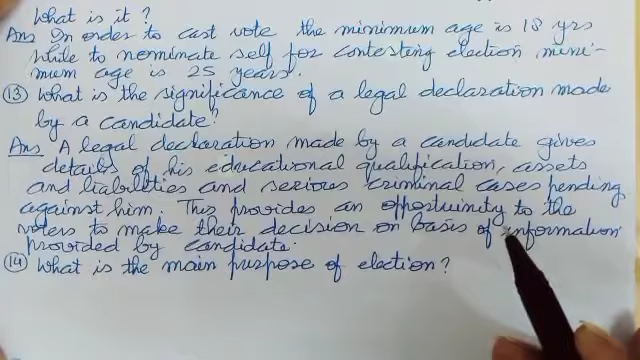 What is it?
Ans In order to cast vote the minimum age is 18 yrs
while to nominate self for contesting election mini-
mum age is 25 years.
(13) What is the significance of a legal declaration made
by a candidate?
Ans A legal declaration made by a candidate gives
details of his educational qualification, assets
and liabilities and serious criminal cases pending
against him. This provides an opportuinity to the
voters to make their decision on basis of information
provided by candidate.
(14) What is the main purpose of election?